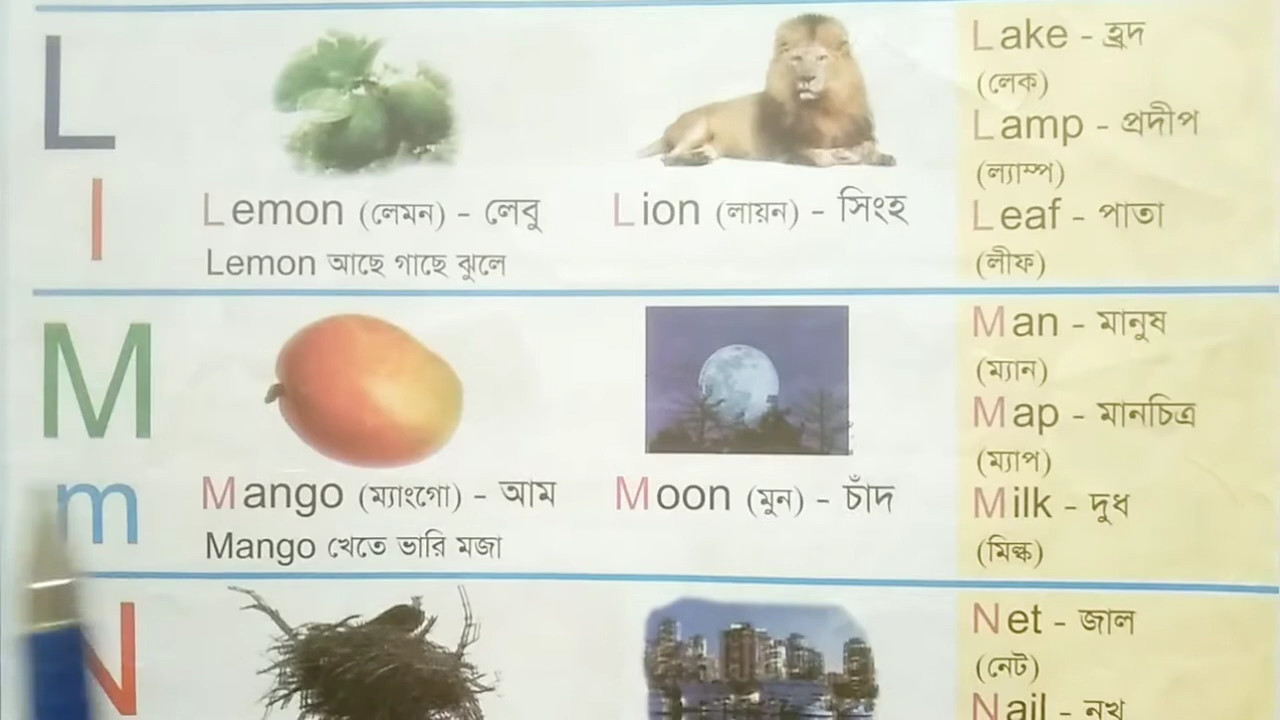 L
l
Lemon (লেমন) - লেবু
Lemon আছে গাছে ঝুলে
Lion (লায়ন) - সিংহ
Lake - হ্রদ
(লেক)
Lamp - প্রদীপ
(ল্যাম্প)
Leaf - পাতা
(লীফ)
M
m
Mango (ম্যাংগো) - আম
Mango খেতে ভারি মজা
Moon (মুন) - চাঁদ
Man - মানুষ
(ম্যান)
Map - মানচিত্র
(ম্যাপ)
Milk - দুধ
(মিল্ক)
N
Net - জাল
(নেট)
Nail - নখ